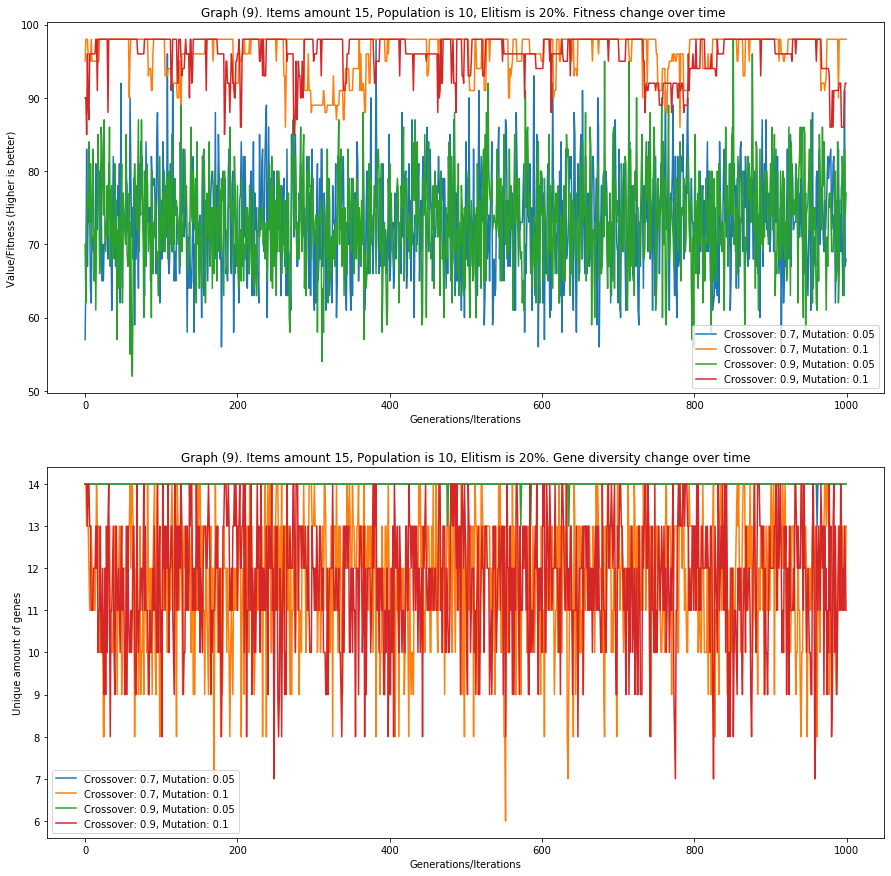 Graph (9). Items amount 15, Population is 10, Elitism is 20%. Fitness change over time
Value/Fitness (Higher is better)
100
90
80
70
60
50
Crossover: 0.7, Mutation: 0.05
Crossover: 0.7, Mutation: 0.1
Crossover: 0.9, Mutation: 0.05
Crossover: 0.9, Mutation: 0.1
0 200 400 600 800 1000
Generations/Iterations
Graph (9). Items amount 15, Population is 10, Elitism is 20%. Gene diversity change over time
Unique amount of genes
14
13
12
11
10
9
8
7
6
Crossover: 0.7, Mutation: 0.05
Crossover: 0.7, Mutation: 0.1
Crossover: 0.9, Mutation: 0.05
Crossover: 0.9, Mutation: 0.1
0 200 400 600 800 1000
Generations/Iterations